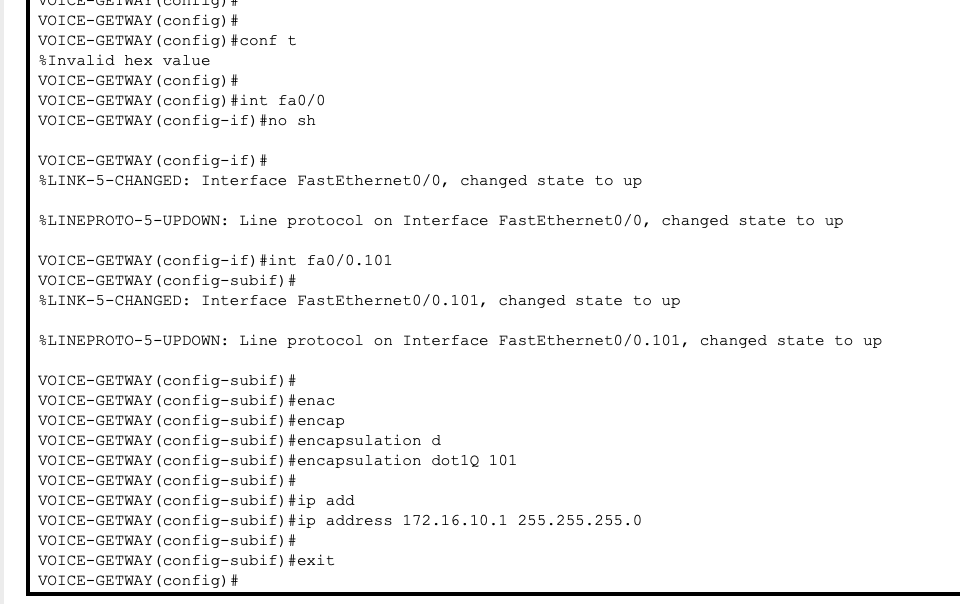 VOICE-GETWAY(config)#
VOICE-GETWAY(config)#
VOICE-GETWAY(config)#conf t
%Invalid hex value
VOICE-GETWAY(config)#
VOICE-GETWAY(config)#int fa0/0
VOICE-GETWAY(config-if)#no sh
VOICE-GETWAY(config-if)#
%LINK-5-CHANGED: Interface FastEthernet0/0, changed state to up
%LINEPROTO-5-UPDOWN: Line protocol on Interface FastEthernet0/0, changed state to up
VOICE-GETWAY(config-if)#int fa0/0.101
VOICE-GETWAY(config-subif)#
%LINK-5-CHANGED: Interface FastEthernet0/0.101, changed state to up
%LINEPROTO-5-UPDOWN: Line protocol on Interface FastEthernet0/0.101, changed state to up
VOICE-GETWAY(config-subif)#
VOICE-GETWAY(config-subif)#enac
VOICE-GETWAY(config-subif)#encap
VOICE-GETWAY(config-subif)#encapsulation d
VOICE-GETWAY(config-subif)#encapsulation dot1Q 101
VOICE-GETWAY(config-subif)#
VOICE-GETWAY(config-subif)#ip add
VOICE-GETWAY(config-subif)#ip address 172.16.10.1 255.255.255.0
VOICE-GETWAY(config-subif)#
VOICE-GETWAY(config-subif)#exit
VOICE-GETWAY(config)#